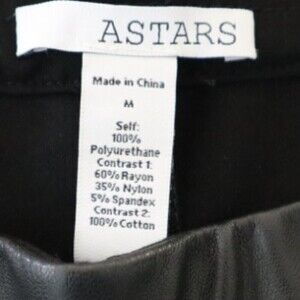 ASTARS
Made in China
M
Self:
100%
Polyurethane
Contrast 1:
60% Rayon
35% Nylon
5% Spandex
Contrast 2:
100% Cotton